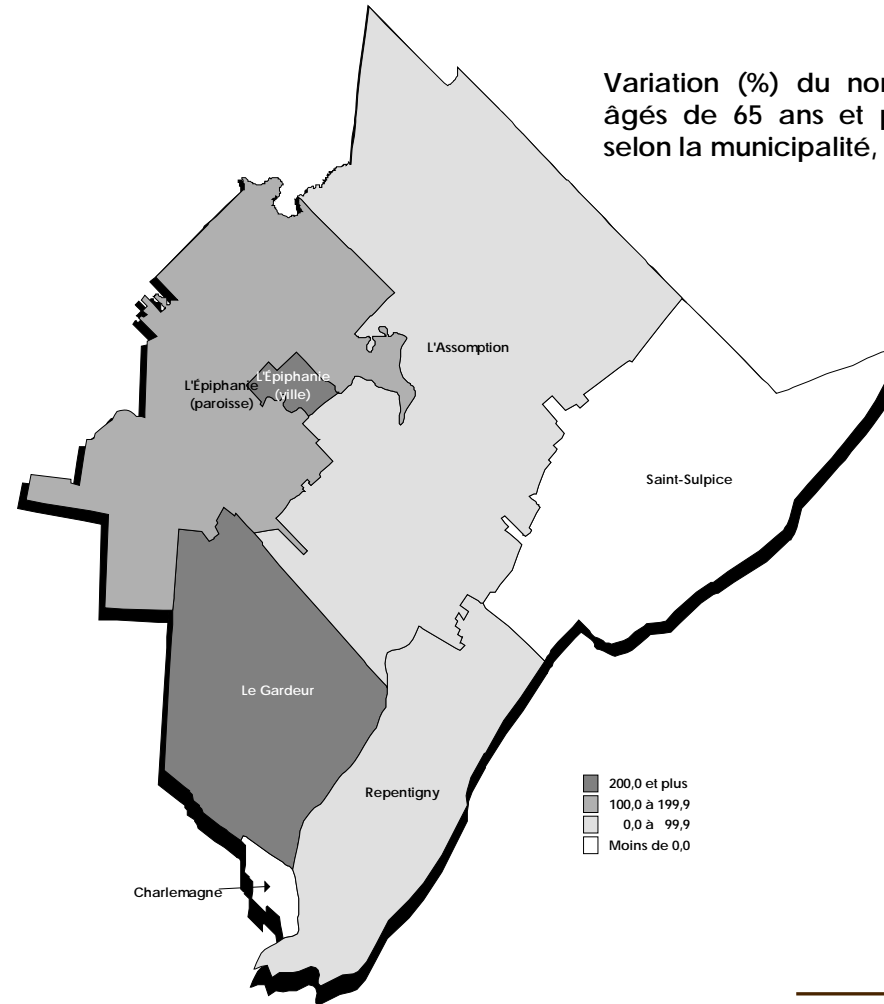 Variation (%) du
âgés de 65 ans et
selon la municipalité,
L'Assomption
L'Épiphanie
(ville)
L'Épiphanie
(paroisse)
Saint-Sulpice
Le Gardeur
Repentigny
200,0 et plus
100,0 à 199,9
0,0 à 99,9
Moins de 0,0
Charlemagne